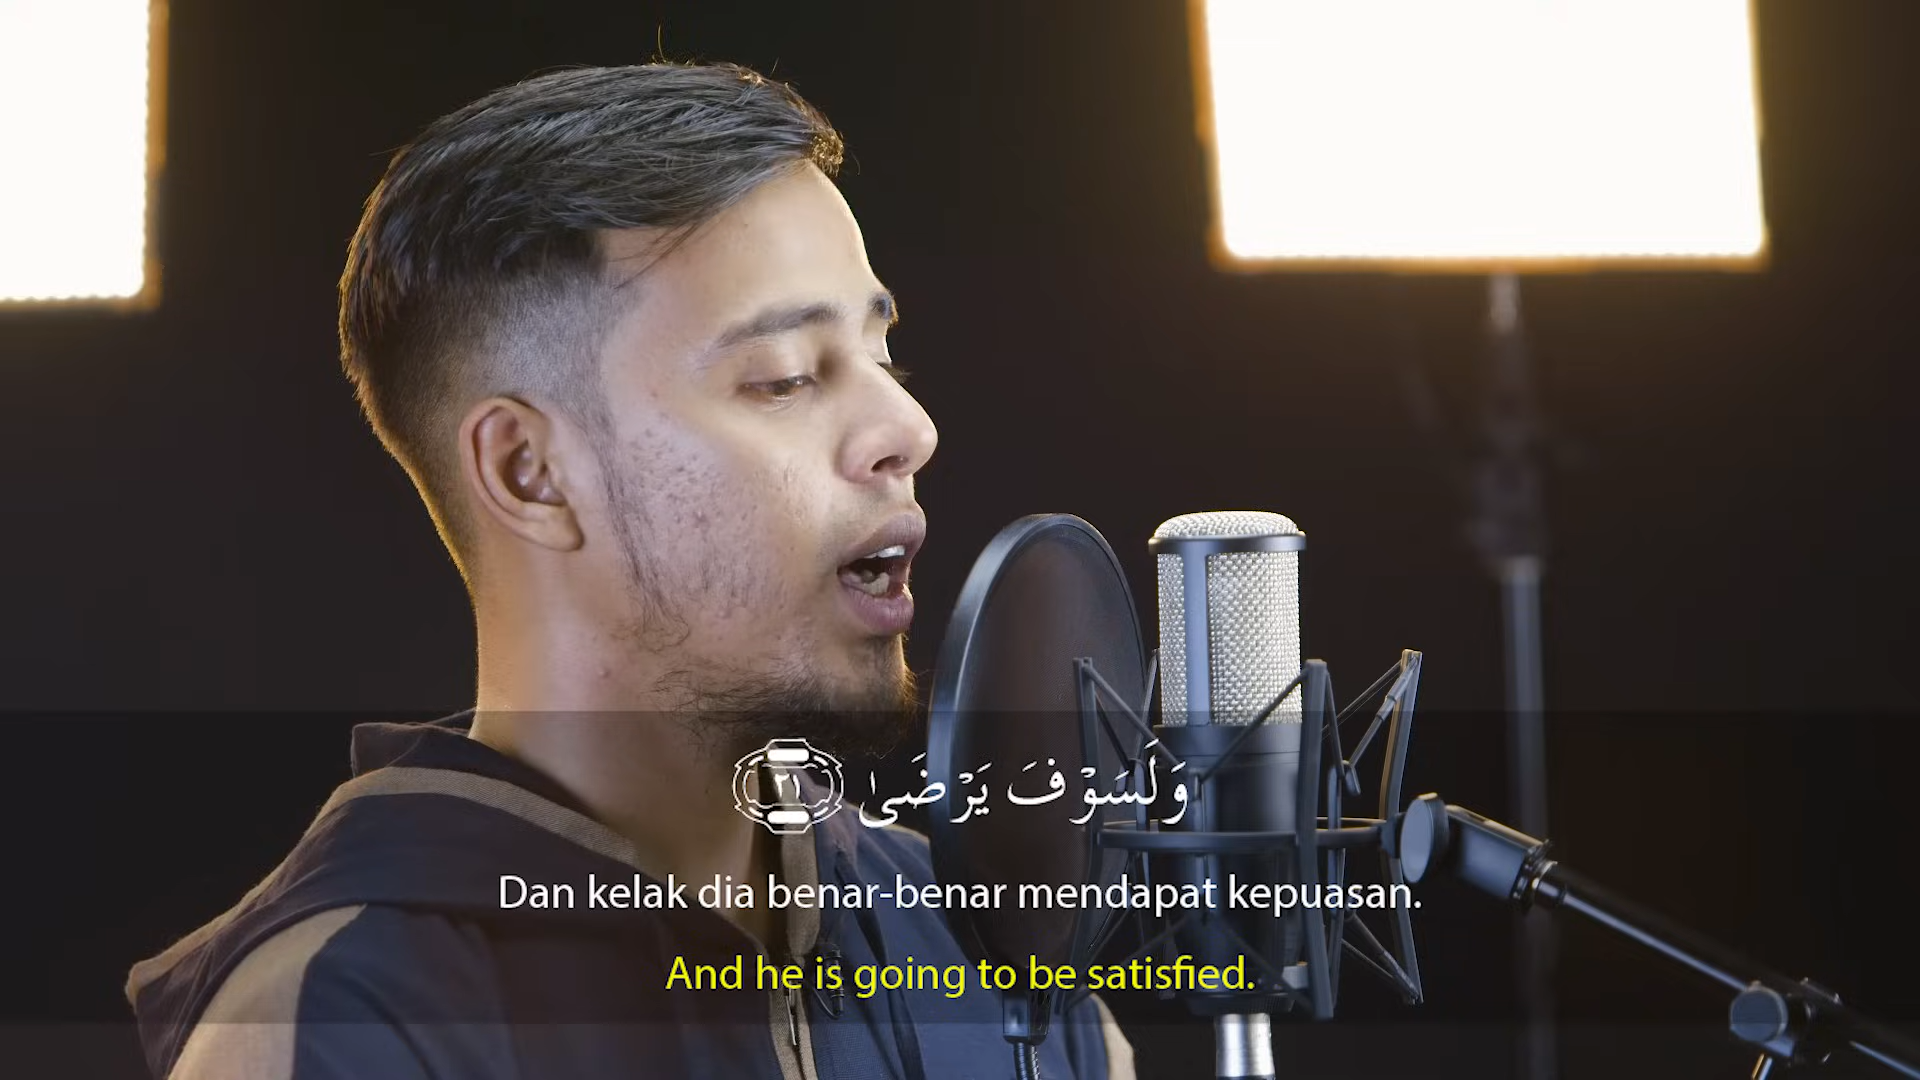 وَلَسَوْفَ يَرْضَىٰ ٢١
Dan kelak dia benar-benar mendapat kepuasan.
And he is going to be satisfied.